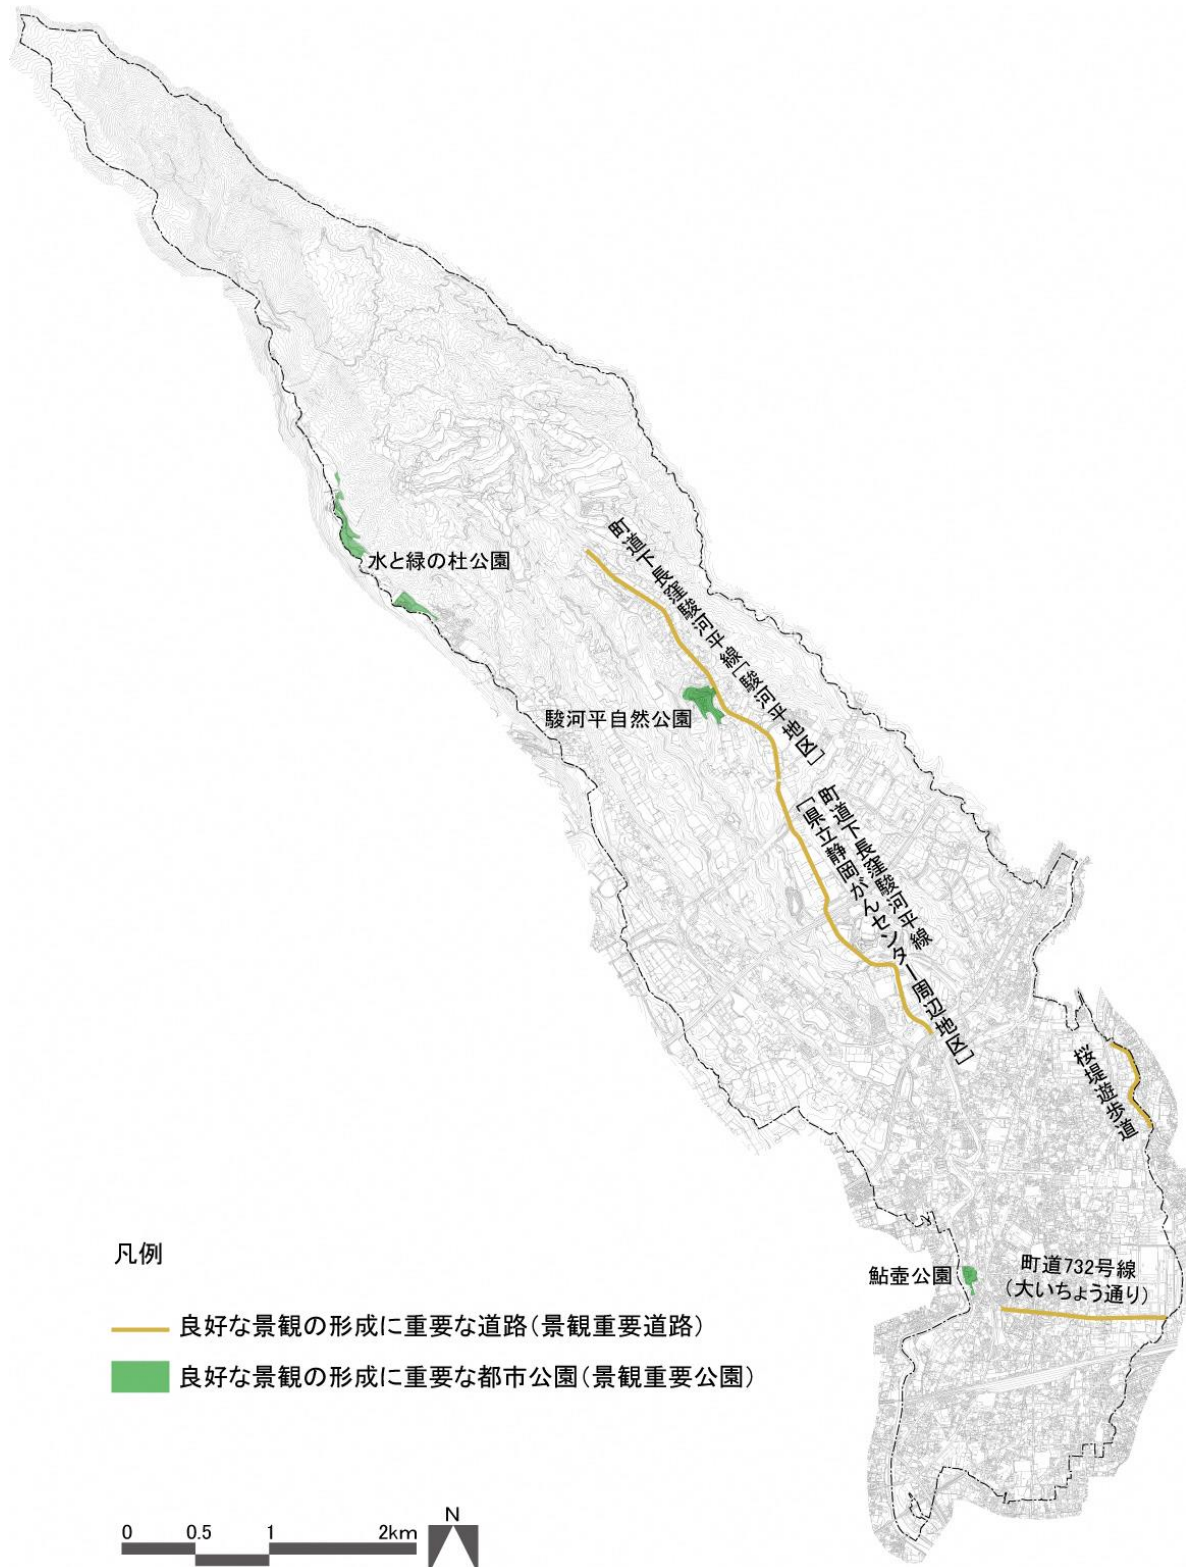 水と緑の杜公園
町道下長窪駿河平線[駿河平地区]
駿河平自然公園
町道下長窪駿河平線
[県立静岡がんセンター周辺地区]
桜堤遊歩道
鮎壺公園
町道732号線
(大いちょう通り)
凡例
良好な景観の形成に重要な道路(景観重要道路)
良好な景観の形成に重要な都市公園(景観重要公園)
0 0.5 1 2km
N